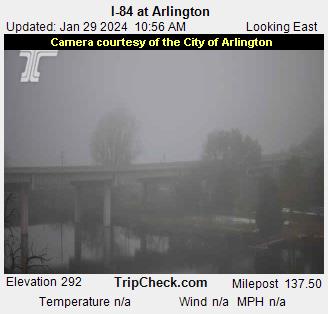 I-84 at Arlington
Updated: Jan 29 2024 10:56 AM Looking East
Camera courtesy of the City of Arlington
Elevation 292 TripCheck.com Milepost 137.50
Temperature n/a Wind n/a MPH n/a